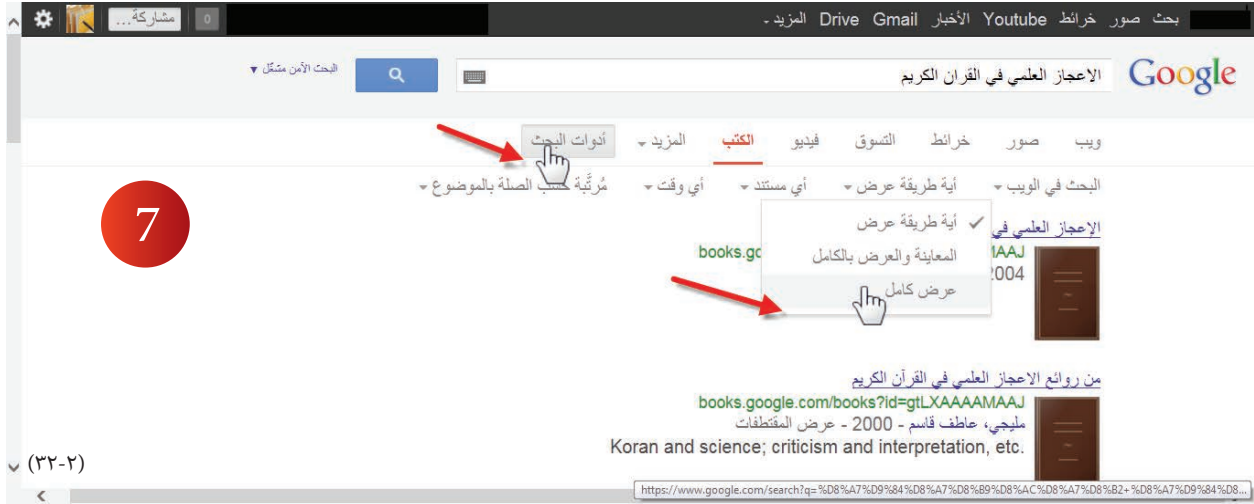 بحث صور خرائط Youtube الأخبار Drive Gmail المزيد
0 مشاركة...
Google
الاعجاز العلمي في القران الكريم
البحث الآمن مشغّل
ويب صور خرائط التسوق فيديو الكتب المزيد أدوات البحث
البحث في الويب أية طريقة عرض أي مستند أي وقت مُرتَّبة حسب الصلة بالموضوع
أية طريقة عرض
المعاينة والعرض بالكامل
عرض كامل
7
الإعجاز العلمي في
books.go
MAAJ
2004
من روائع الاعجاز العلمي في القرآن الكريم
books.google.com/books?id=gtLXAAAAMAAJ
مليجي، عاطف قاسم - 2000 - عرض المقتطفات
Koran and science; criticism and interpretation, etc.
(٢-٣٢)
https://www.google.com/search?q=%D8%A7%D9%84%D8%A7%D8%B9%D8%AC%D8%A7%D8%B2+%D8%A7%D9%84%D8...